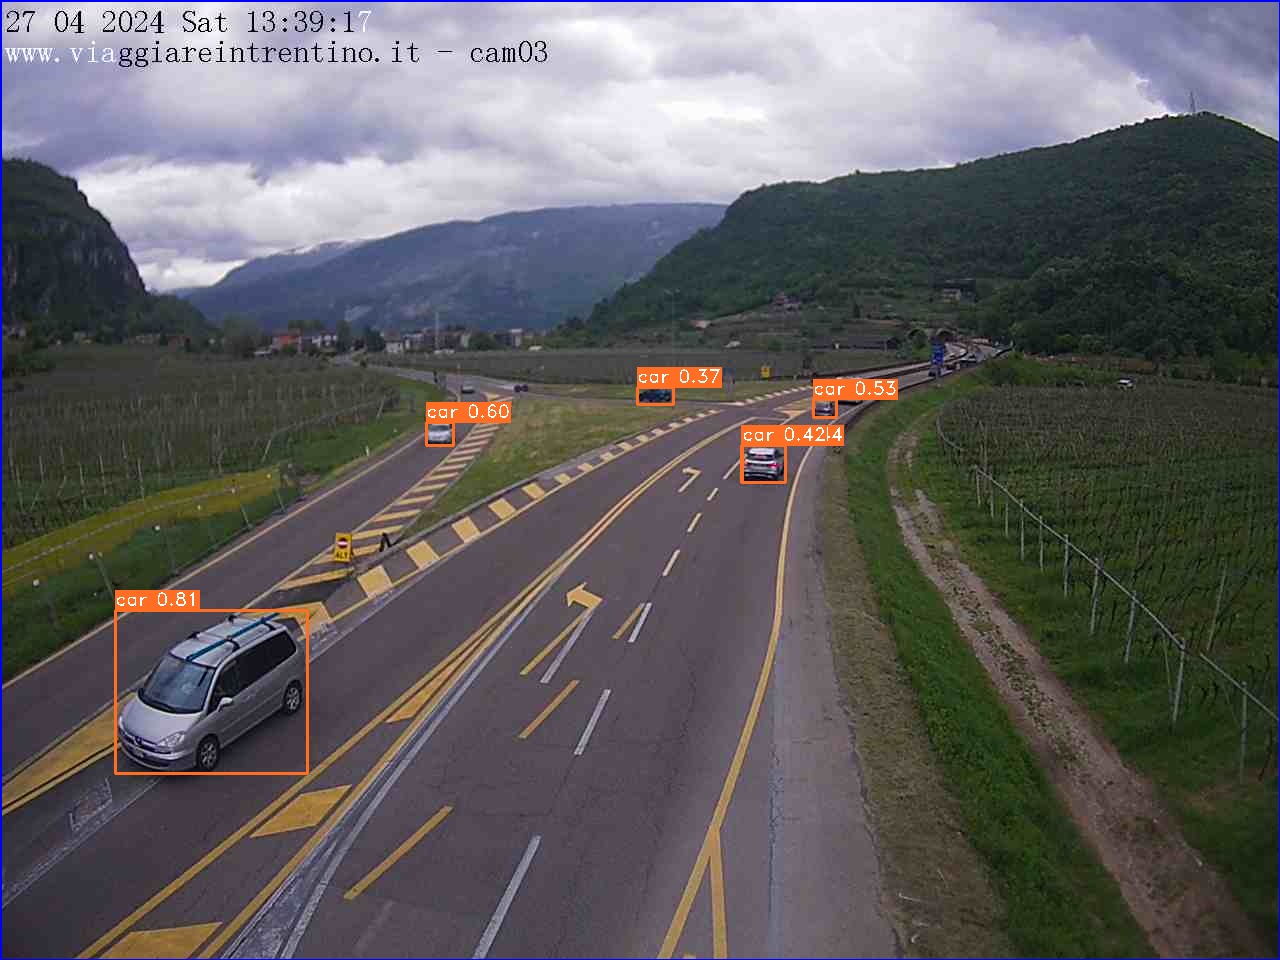 27 04 2024 Sat 13:39:17
www.viaggiareintrentino.it - cam03
car 0.37
car 0.53
car 0.60
car 0.42
ALT
car 0.81